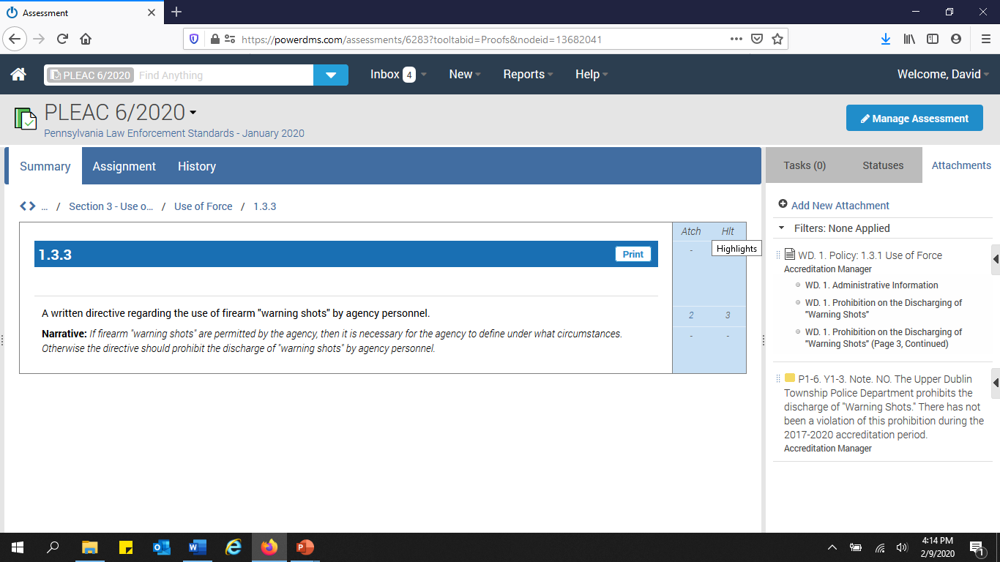 Assessment
https://powerdms.com/assessments/6283?tooltabid=Proofs&nodeid=13682041
PLEAC 6/2020
Find Anything
Inbox 4
New
Reports
Help
Welcome, David
PLEAC 6/2020
Pennsylvania Law Enforcement Standards - January 2020
Manage Assessment
Summary
Assignment
History
Tasks (0)
Statuses
Attachments
... / Section 3 - Use o... / Use of Force / 1.3.3
Atch Hlt
Highlights
1.3.3
Print
-
A written directive regarding the use of firearm "warning shots" by agency personnel.
2 3
Narrative: If firearm "warning shots" are permitted by the agency, then it is necessary for the agency to define under what circumstances.
Otherwise the directive should prohibit the discharge of "warning shots" by agency personnel.
- -
Add New Attachment
Filters: None Applied
WD. 1. Policy: 1.3.1 Use of Force
Accreditation Manager
WD. 1. Administrative Information
WD. 1. Prohibition on the Discharging of
"Warning Shots"
WD. 1. Prohibition on the Discharging of
"Warning Shots" (Page 3, Continued)
P1-6. Y1-3. Note. NO. The Upper Dublin
Township Police Department prohibits the
discharge of "Warning Shots." There has not
been a violation of this prohibition during the
2017-2020 accreditation period.
Accreditation Manager
4:14 PM
2/9/2020
1